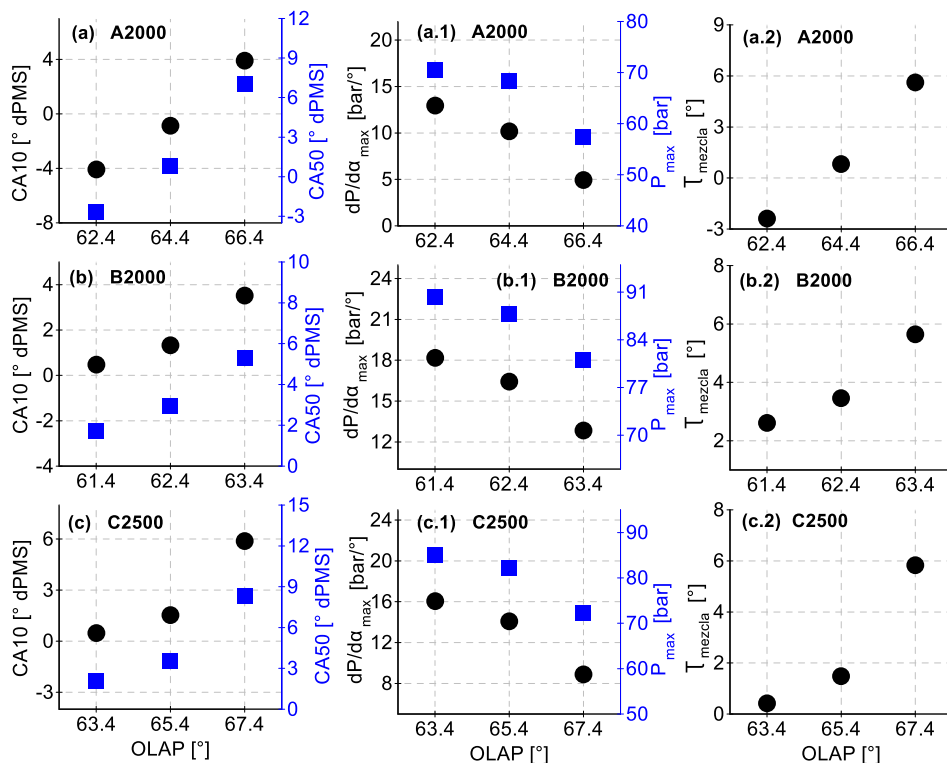 (a) A2000
CA10 [° dPMS]
4
0
-4
-8
12
9
6
3
0
-3
CA50 [° dPMS]
62.4 64.4 66.4
(a.1) A2000
dP/dα max [bar/°]
20
15
10
5
0
80
70
60
50
40
P max [bar]
62.4 64.4 66.4
(a.2) A2000
τ mezcla [°]
9
6
3
0
-3
62.4 64.4 66.4
(b) B2000
CA10 [° dPMS]
4
2
0
-2
-4
10
8
6
4
2
0
CA50 [° dPMS]
61.4 62.4 63.4
(b.1) B2000
dP/dα max [bar/°]
24
21
18
15
12
91
84
77
70
P max [bar]
61.4 62.4 63.4
(b.2) B2000
τ mezcla [°]
8
6
4
2
61.4 62.4 63.4
(c) C2500
CA10 [° dPMS]
6
3
0
-3
15
12
9
6
3
0
CA50 [° dPMS]
63.4 65.4 67.4
OLAP [°]
(c.1) C2500
dP/dα max [bar/°]
24
20
16
12
8
90
80
70
60
50
P max [bar]
63.4 65.4 67.4
OLAP [°]
(c.2) C2500
τ mezcla [°]
8
6
4
2
0
63.4 65.4 67.4
OLAP [°]